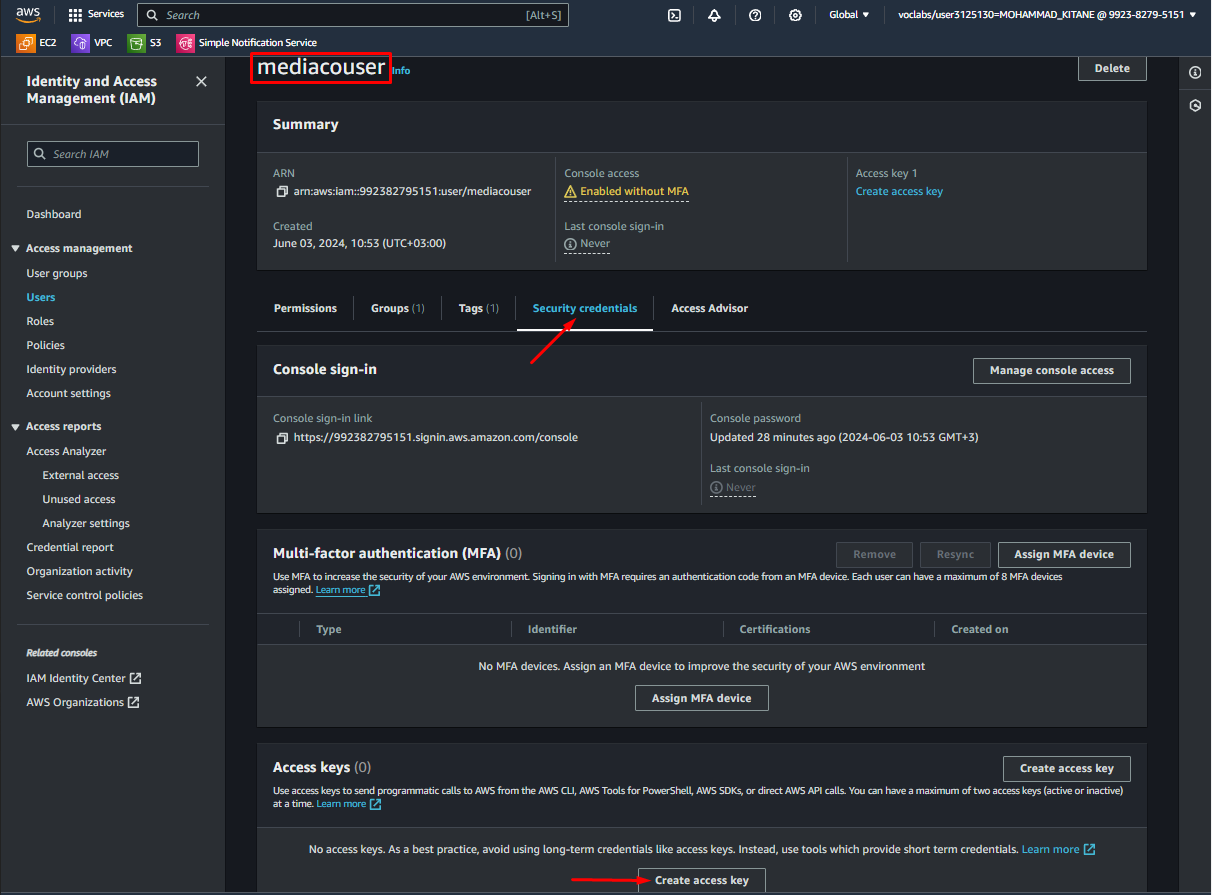 aws Services Search [Alt+S] Global voclabs/user3125130=MOHAMMAD_KITANE @ 9923-8279-5151
EC2 VPC S3 Simple Notification Service
Identity and Access Management (IAM)
Search IAM
Dashboard
Access management
User groups
Users
Roles
Policies
Identity providers
Account settings
Access reports
Access Analyzer
External access
Unused access
Analyzer settings
Credential report
Organization activity
Service control policies
Related consoles
IAM Identity Center
AWS Organizations
mediacouser Info
Delete
Summary
ARN
arn:aws:iam::992382795151:user/mediacouser
Created
June 03, 2024, 10:53 (UTC+03:00)
Console access
Enabled without MFA
Last console sign-in
Never
Access key 1
Create access key
Permissions Groups (1) Tags (1) Security credentials Access Advisor
Console sign-in
Manage console access
Console sign-in link
https://992382795151.signin.aws.amazon.com/console
Console password
Updated 28 minutes ago (2024-06-03 10:53 GMT+3)
Last console sign-in
Never
Multi-factor authentication (MFA) (0)
Remove Resync Assign MFA device
Use MFA to increase the security of your AWS environment. Signing in with MFA requires an authentication code from an MFA device. Each user can have a maximum of 8 MFA devices
assigned. Learn more
Type Identifier Certifications Created on
No MFA devices. Assign an MFA device to improve the security of your AWS environment
Assign MFA device
Access keys (0)
Create access key
Use access keys to send programmatic calls to AWS from the AWS CLI, AWS Tools for PowerShell, AWS SDKs, or direct AWS API calls. You can have a maximum of two access keys (active or inactive)
at a time. Learn more
No access keys. As a best practice, avoid using long-term credentials like access keys. Instead, use tools which provide short term credentials. Learn more
Create access key